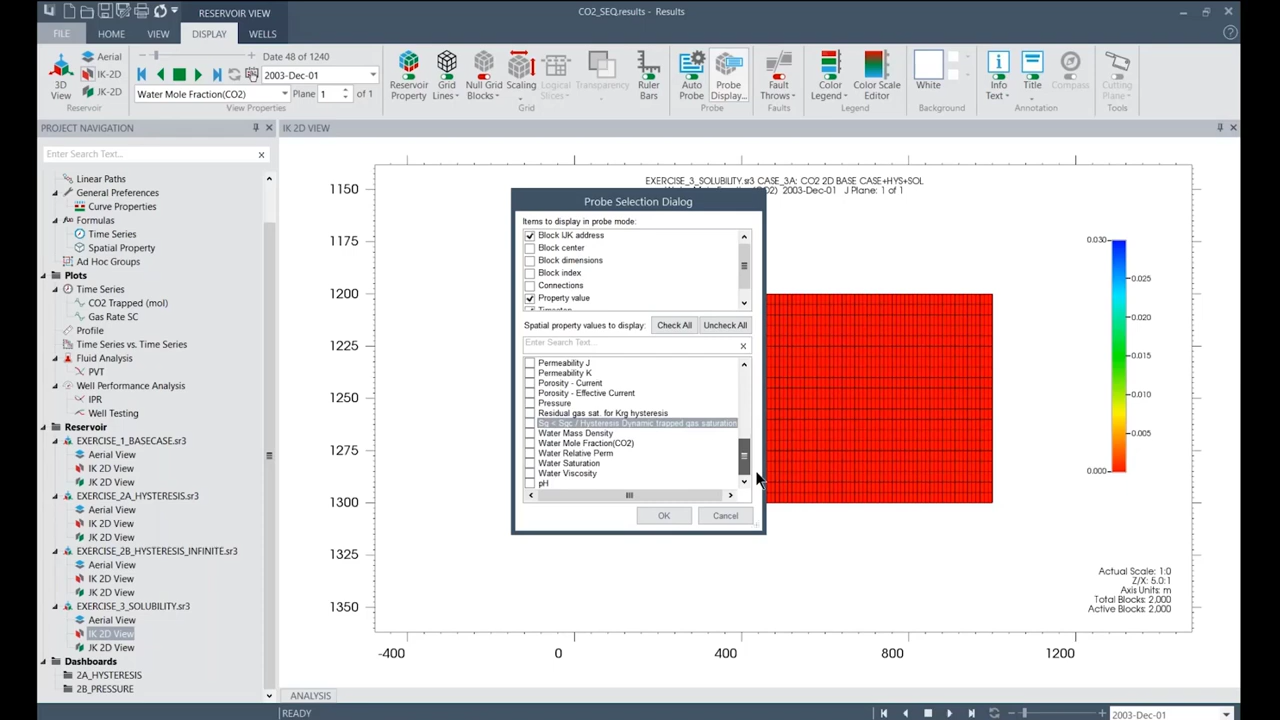 RESERVOIR VIEW
CO2_SEQ.results - Results
FILE
HOME
VIEW
DISPLAY
WELLS
3D View
Aerial
IK-2D
JK-2D
Reservoir
Date 48 of 1240
2003-Dec-01
Water Mole Fraction(CO2)
Plane
1
of 1
View Properties
Reservoir Property
Grid Lines
Null Grid Blocks
Scaling
Logical Slices
Transparency
Ruler Bars
Grid
Auto Probe
Probe Display...
Probe
Fault Throws
Faults
Color Legend
Color Scale Editor
Legend
White
Background
Info Text
Title
Compass
Annotation
Cutting Plane
Tools
PROJECT NAVIGATION
Enter Search Text...
Linear Paths
General Preferences
Curve Properties
Formulas
Time Series
Spatial Property
Ad Hoc Groups
Plots
Time Series
CO2 Trapped (mol)
Gas Rate SC
Profile
Time Series vs. Time Series
Fluid Analysis
PVT
Well Performance Analysis
IPR
Well Testing
Reservoir
EXERCISE_1_BASECASE.sr3
Aerial View
IK 2D View
JK 2D View
EXERCISE_2A_HYSTERESIS.sr3
Aerial View
IK 2D View
JK 2D View
EXERCISE_2B_HYSTERESIS_INFINITE.sr3
Aerial View
IK 2D View
JK 2D View
EXERCISE_3_SOLUBILITY.sr3
Aerial View
IK 2D View
JK 2D View
Dashboards
2A_HYSTERESIS
2B_PRESSURE
READY
IK 2D VIEW
EXERCISE_3_SOLUBILITY.sr3 CASE_3A: CO2 2D BASE CASE+HYS+SOL
2003-Dec-01 J Plane: 1 of 1
1150
1175
1200
1225
1250
1275
1300
1325
1350
-400
0
400
800
1200
Probe Selection Dialog
Items to display in probe mode:
Block IJK address
Block center
Block dimensions
Block index
Connections
Property value
Spatial property values to display:
Check All
Uncheck All
Enter Search Text...
Permeability J
Permeability K
Porosity - Current
Porosity - Effective Current
Pressure
Residual gas sat. for Krg hysteresis
Sg < Sgc / Hysteresis Dynamic trapped gas saturation
Water Mass Density
Water Mole Fraction(CO2)
Water Relative Perm
Water Saturation
Water Viscosity
pH
OK
Cancel
0.030
0.025
0.020
0.015
0.010
0.005
0.000
Actual Scale: 1:0
Z/X: 5.0:1
Axis Units: m
Total Blocks: 2,000
Active Blocks: 2,000
ANALYSIS
2003-Dec-01